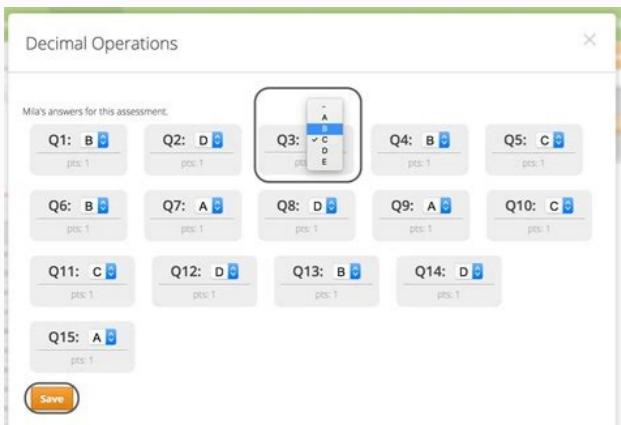 Decimal Operations
Mila's answers for this assessment.
Q1: B Q2: D Q3: Q4: B Q5: C
-
A
B
✓ C
D
E
pts: 1 pts: 1 pts: 1 pts: 1
Q6: B Q7: A Q8: D Q9: A Q10: C
pts: 1 pts: 1 pts: 1 pts: 1 pts: 1
Q11: C Q12: D Q13: B Q14: D
pts: 1 pts: 1 pts: 1 pts: 1
Q15: A
pts: 1
Save